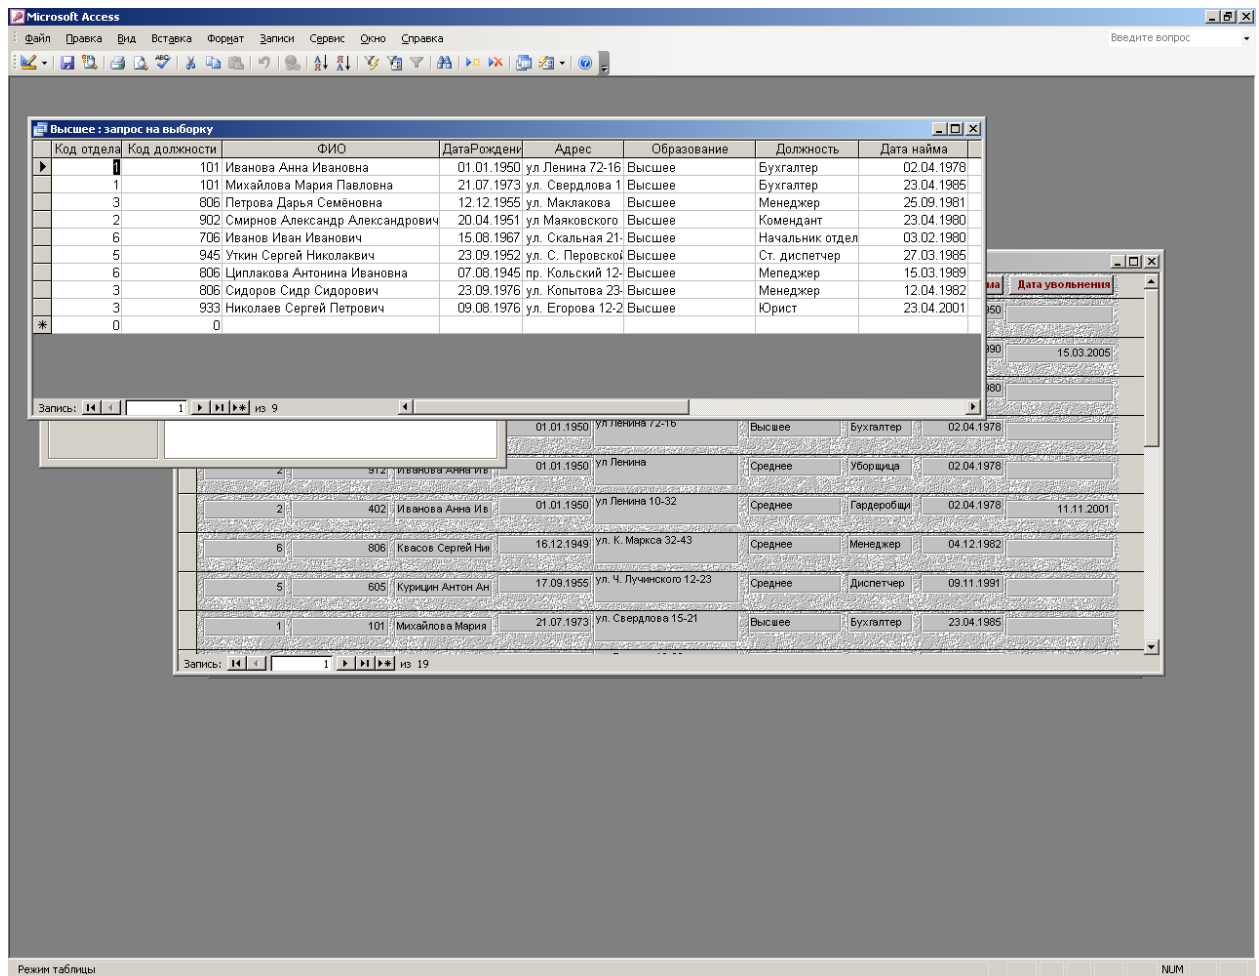 Microsoft Access
Файл Правка Вид Вставка Формат Записи Сервис Окно Справка
Введите вопрос
Высшее : запрос на выборку
Код отдела Код должности ФИО ДатаРождени Адрес Образование Должность Дата найма
1 101 Иванова Анна Ивановна 01.01.1950 ул Ленина 72-16 Высшее Бухгалтер 02.04.1978
1 101 Михайлова Мария Павловна 21.07.1973 ул. Свердлова 1 Высшее Бухгалтер 23.04.1985
3 806 Петрова Дарья Семёновна 12.12.1955 ул. Маклакова Высшее Менеджер 25.09.1981
2 902 Смирнов Александр Александрович 20.04.1951 ул Маяковского Высшее Комендант 23.04.1980
6 706 Иванов Иван Иванович 15.08.1967 ул. Скальная 21- Высшее Начальник отдел 03.02.1980
5 945 Уткин Сергей Николаквич 23.09.1952 ул. С. Перовской Высшее Ст. диспетчер 27.03.1985
6 806 Циплакова Антонина Ивановна 07.08.1945 пр. Кольский 12- Высшее Менеджер 15.03.1989
3 806 Сидоров Сидр Сидорович 23.09.1976 ул. Копытова 23- Высшее Менеджер 12.04.1982
3 933 Николаев Сергей Петрович 09.08.1976 ул. Егорова 12-2 Высшее Юрист 23.04.2001
0 0
Запись: 1 из 9
ма Дата увольнения
950
990 15.03.2005
980
01.01.1950 ул Ленина 72-16 Высшее Бухгалтер 02.04.1978
2 912 Иванова Анна Ив 01.01.1950 ул Ленина Среднее Уборщица 02.04.1978
2 402 Иванова Анна Ив 01.01.1950 ул Ленина 10-32 Среднее Гардеробщи 02.04.1978 11.11.2001
6 806 Квасов Сергей Ни 16.12.1949 ул. К. Маркса 32-43 Среднее Менеджер 04.12.1982
5 605 Курицин Антон Ан 17.09.1955 ул. Ч. Лучинского 12-23 Среднее Диспетчер 09.11.1991
1 101 Михайлова Мария 21.07.1973 ул. Свердлова 15-21 Высшее Бухгалтер 23.04.1985
Запись: 1 из 19
Режим таблицы NUM